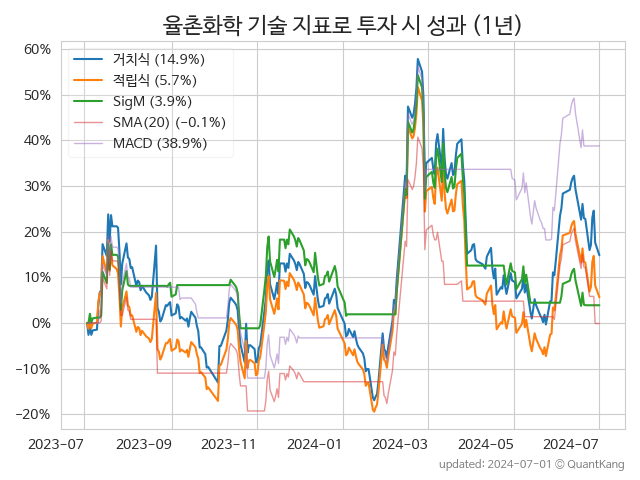 율촌화학 기술 지표로 투자 시 성과 (1년)
60%
50%
40%
30%
20%
10%
0%
−10%
−20%
거치식 (14.9%)
적립식 (5.7%)
SigM (3.9%)
SMA(20) (−0.1%)
MACD (38.9%)
2023-07
2023-09
2023-11
2024-01
2024-03
2024-05
2024-07
updated: 2024-07-01 © QuantKang